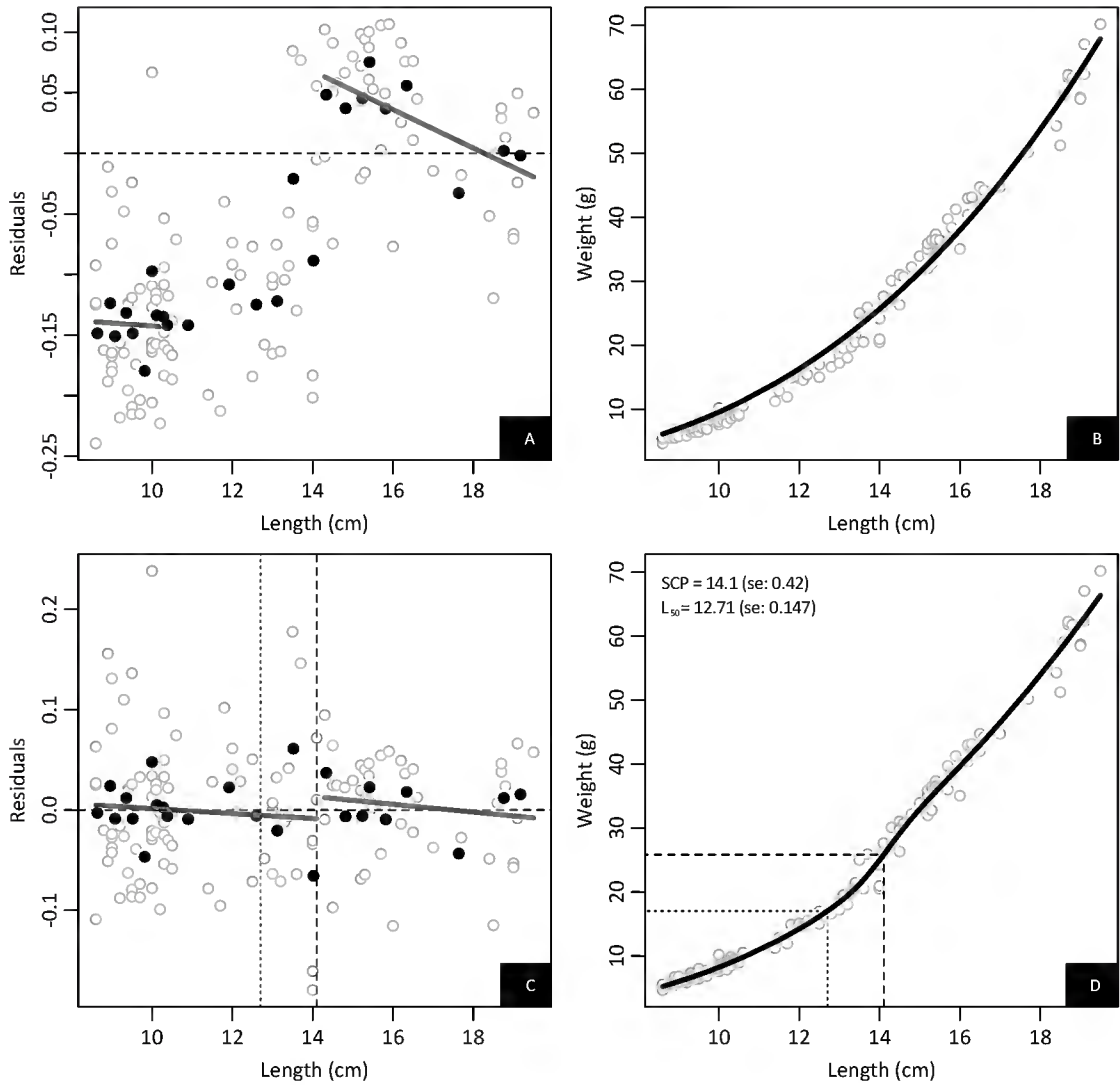 0.10
0.05
-0.05
-0.15
-0.25
Residuals
10 12 14 16 18
Length (cm)
A
70
60
50
40
30
20
10
Weight (g)
10 12 14 16 18
Length (cm)
B
0.2
0.1
0.0
-0.1
Residuals
10 12 14 16 18
Length (cm)
C
SCP = 14.1 (se: 0.42)
L₅₀= 12.71 (se: 0.147)
70
60
50
40
30
20
10
Weight (g)
10 12 14 16 18
Length (cm)
D